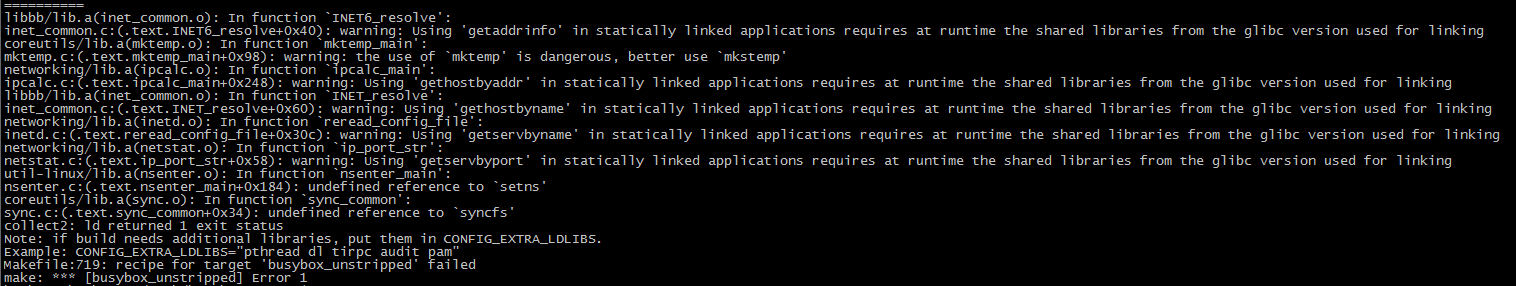 ==========
libbb/lib.a(inet_common.o): In function `INET6_resolve':
inet_common.c:(.text.INET6_resolve+0x40): warning: Using 'getaddrinfo' in statically linked applications requires at runtime the shared libraries from the glibc version used for linking
coreutils/lib.a(mktemp.o): In function `mktemp_main':
mktemp.c:(.text.mktemp_main+0x98): warning: the use of `mktemp' is dangerous, better use `mkstemp'
networking/lib.a(ipcalc.o): In function `ipcalc_main':
ipcalc.c:(.text.ipcalc_main+0x248): warning: Using 'gethostbyaddr' in statically linked applications requires at runtime the shared libraries from the glibc version used for linking
libbb/lib.a(inet_common.o): In function `INET_resolve':
inet_common.c:(.text.INET_resolve+0x60): warning: Using 'gethostbyname' in statically linked applications requires at runtime the shared libraries from the glibc version used for linking
networking/lib.a(inetd.o): In function `reread_config_file':
inetd.c:(.text.reread_config_file+0x30c): warning: Using 'getservbyname' in statically linked applications requires at runtime the shared libraries from the glibc version used for linking
networking/lib.a(netstat.o): In function `ip_port_str':
netstat.c:(.text.ip_port_str+0x58): warning: Using 'getservbyport' in statically linked applications requires at runtime the shared libraries from the glibc version used for linking
util-linux/lib.a(nsenter.o): In function `nsenter_main':
nsenter.c:(.text.nsenter_main+0x184): undefined reference to `setns'
coreutils/lib.a(sync.o): In function `sync_common':
sync.c:(.text.sync_common+0x34): undefined reference to `syncfs'
collect2: ld returned 1 exit status
Note: if build needs additional libraries, put them in CONFIG_EXTRA_LDLIBS.
Example: CONFIG_EXTRA_LDLIBS="pthread dl tirpc audit pam"
Makefile:719: recipe for target 'busybox_unstripped' failed
make: *** [busybox_unstripped] Error 1